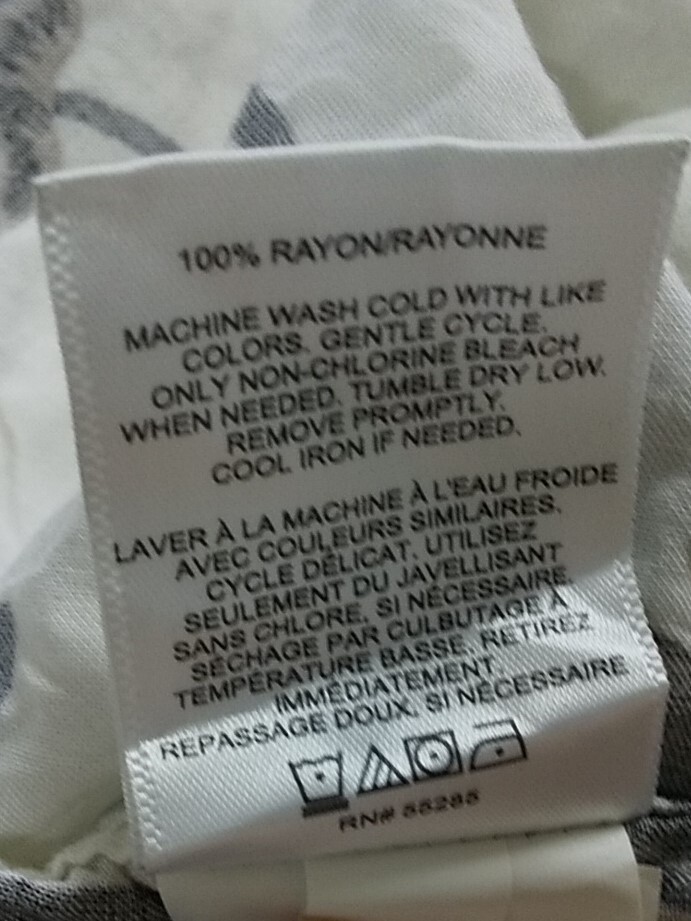 100% RAYON/RAYONNE
MACHINE WASH COLD WITH LIKE
COLORS. GENTLE CYCLE.
ONLY NON-CHLORINE BLEACH
WHEN NEEDED. TUMBLE DRY LOW.
REMOVE PROMPTLY.
COOL IRON IF NEEDED.
LAVER À LA MACHINE À L'EAU FROIDE
AVEC COULEURS SIMILAIRES.
CYCLE DÉLICAT. UTILISEZ
SEULEMENT DU JAVELLISANT
SANS CHLORE, SI NÉCESSAIRE.
SÉCHAGE PAR CULBUTAGE À
TEMPÉRATURE BASSE. RETIREZ
IMMÉDIATEMENT.
REPASSAGE DOUX, SI NÉCESSAIRE
RN# 55285